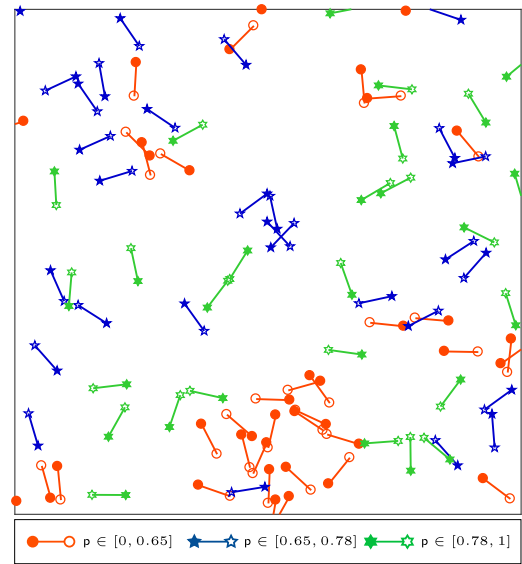 p ∈ [0, 0.65] p ∈ [0.65, 0.78] p ∈ [0.78, 1]